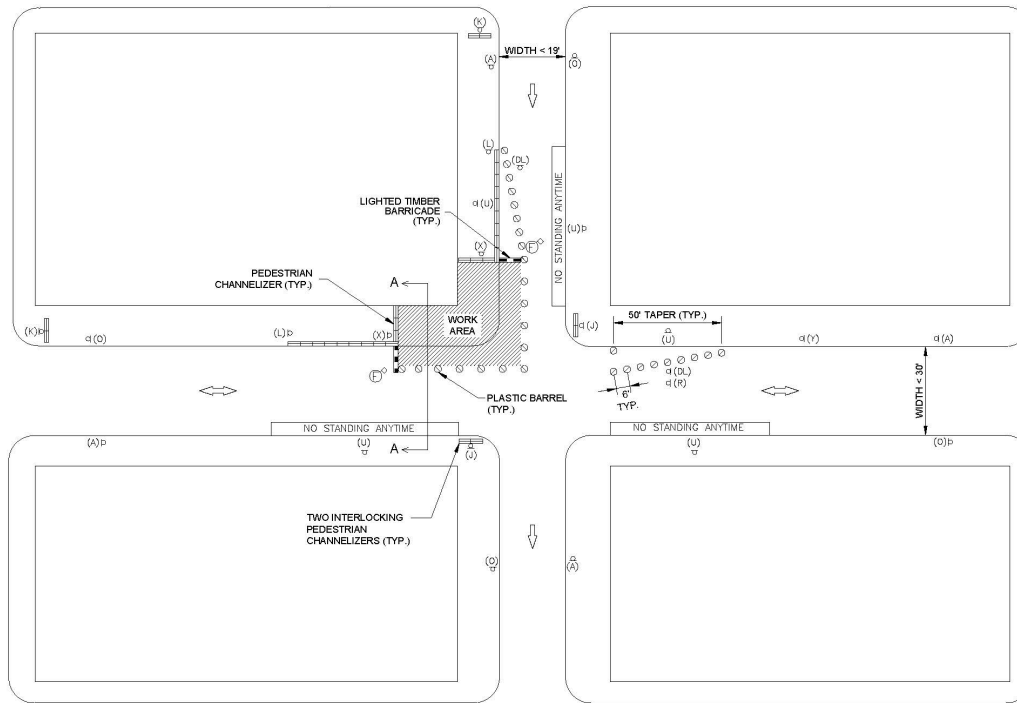 (K)
(A)
WIDTH < 19'
(O)
(L)
(DL)
(U)
LIGHTED TIMBER
BARRICADE
(TYP.)
NO STANDING ANYTIME
(U)
(X)
F
PEDESTRIAN
CHANNELIZER (TYP.)
A
WORK
AREA
50' TAPER (TYP.)
(K)
(O)
(L)
(X)
(J)
(U)
(Y)
(A)
F
(DL)
(R)
6'
TYP.
PLASTIC BARREL
(TYP.)
WIDTH < 30'
NO STANDING ANYTIME
NO STANDING ANYTIME
(A)
(U)
A
(J)
(U)
(O)
TWO INTERLOCKING
PEDESTRIAN
CHANNELIZERS (TYP.)
(O)
(A)